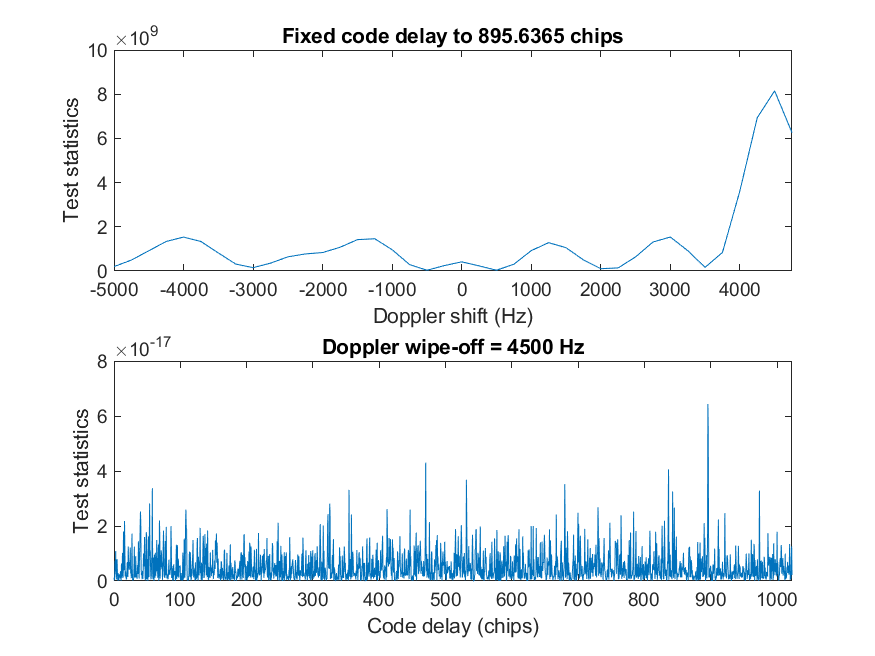 ×10^9
Fixed code delay to 895.6365 chips
10
8
6
4
2
0
Test statistics
-5000 -4000 -3000 -2000 -1000 0 1000 2000 3000 4000
Doppler shift (Hz)
×10^-17
Doppler wipe-off = 4500 Hz
8
6
4
2
0
Test statistics
0 100 200 300 400 500 600 700 800 900 1000
Code delay (chips)